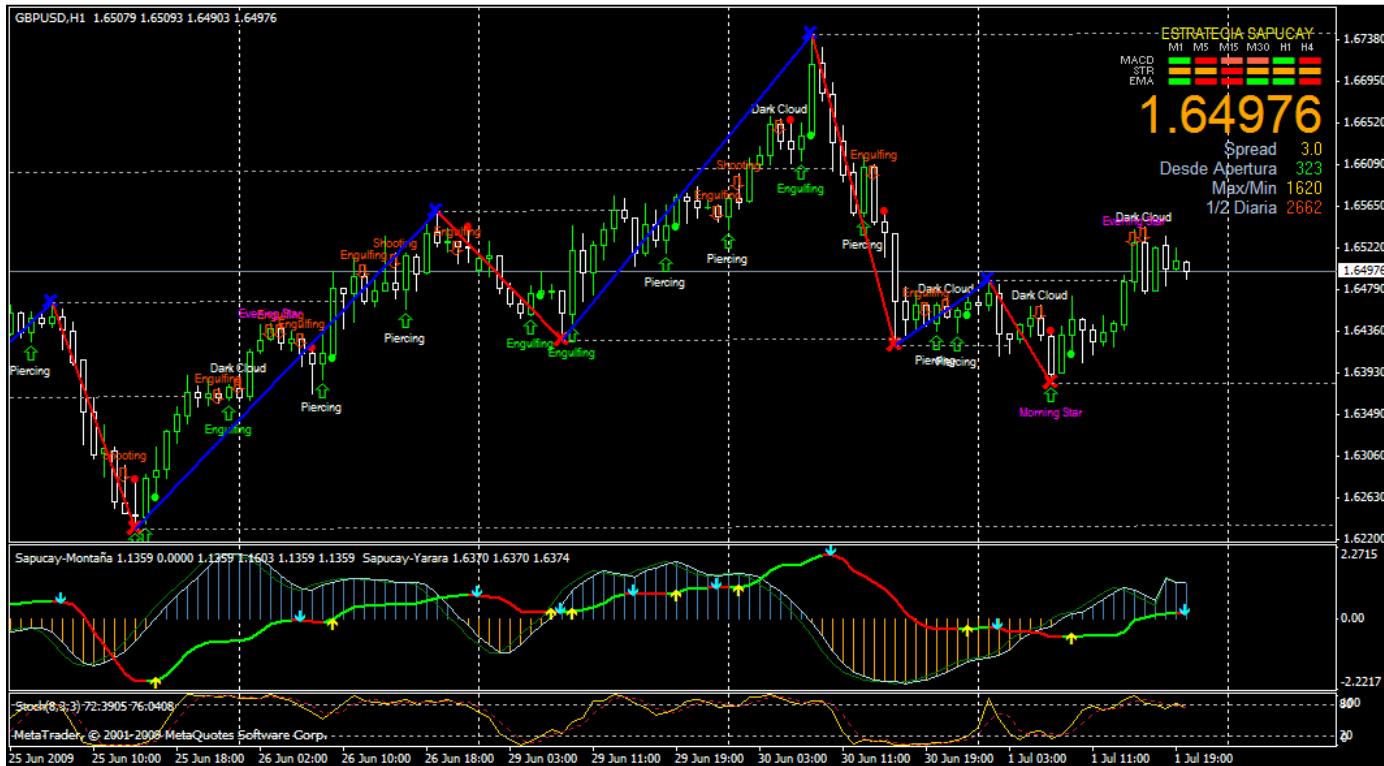 GBPUSD,H1 1.65079 1.65093 1.64903 1.64976
ESTRATEGIA SAPUCAY
M1 M5 M15 M30 H1 H4
MACD
STR
EMA
1.64976
Spread 3.0
Desde Apertura 323
Max/Min 1620
1/2 Diaria 2662
1.67380
1.66950
1.66520
1.66090
1.65650
1.65220
1.64976
1.64790
1.64360
1.63930
1.63490
1.63060
1.62630
1.62200
Dark Cloud
Engulfing
Shooting
Engulfing
Engulfing
Piercing
Evening Star
Dark Cloud
Shooting
Engulfing
Engulfing
Piercing
Piercing
Dark Cloud
Engulfing
Dark Cloud
Evening Star
Engulfing
Piercing
Engulfing
Engulfing
Piercing
Piercing
Dark Cloud
Engulfing
Piercing
Engulfing
Morning Star
Shooting
Sapucay-Montaña 1.1359 0.0000 1.1359 1.1603 1.1359 1.1359 Sapucay-Yarara 1.6370 1.6370 1.6374
2.2715
0.00
-2.2217
Stoch(8,3,3) 72.3905 76.0408
20
MetaTrader, © 2001-2009 MetaQuotes Software Corp.
25 Jun 2009 25 Jun 10:00 25 Jun 18:00 26 Jun 02:00 26 Jun 10:00 26 Jun 18:00 29 Jun 03:00 29 Jun 11:00 29 Jun 19:00 30 Jun 03:00 30 Jun 11:00 30 Jun 19:00 1 Jul 03:00 1 Jul 11:00 1 Jul 19:00